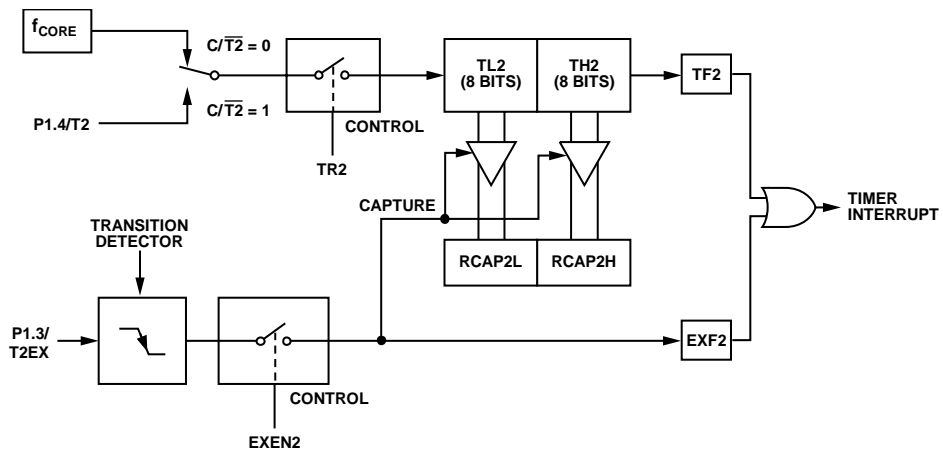 fCORE
C/T2 = 0
C/T2 = 1
P1.4/T2
CONTROL
TR2
TL2
(8 BITS)
TH2
(8 BITS)
TF2
CAPTURE
TIMER
INTERRUPT
TRANSITION
DETECTOR
RCAP2L
RCAP2H
P1.3/
T2EX
EXF2
CONTROL
EXEN2